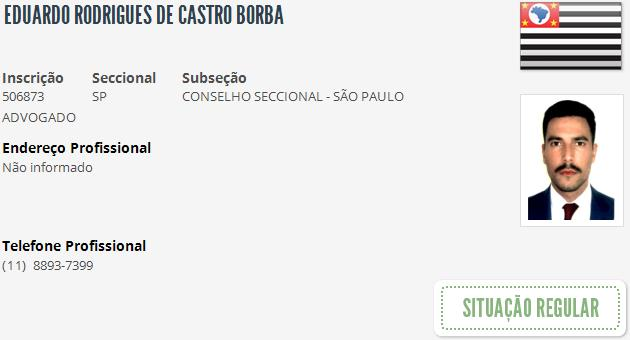 EDUARDO RODRIGUES DE CASTRO BORBA
Inscrição Seccional Subseção
506873 SP CONSELHO SECCIONAL - SÃO PAULO
ADVOGADO
Endereço Profissional
Não informado
Telefone Profissional
(11) 8893-7399
SITUAÇÃO REGULAR